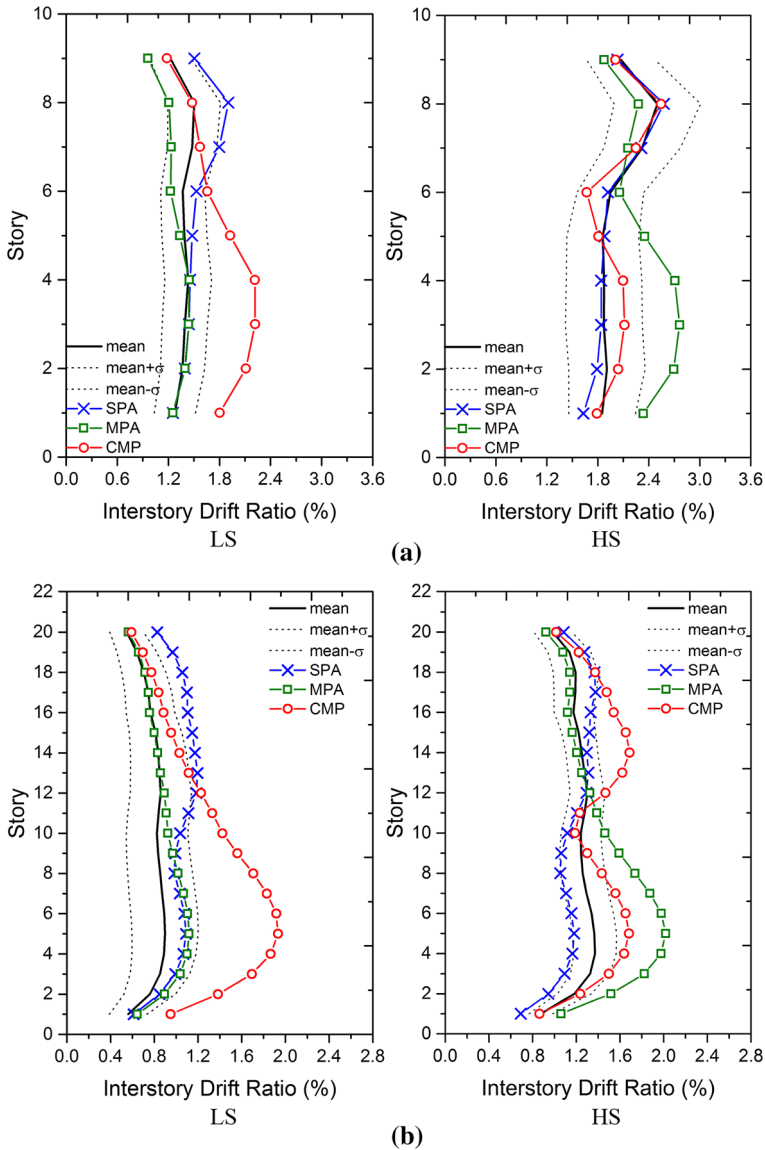 10
8
6
4
2
0
Story
mean
mean+σ
mean-σ
SPA
MPA
CMP
0.0 0.6 1.2 1.8 2.4 3.0 3.6
Interstory Drift Ratio (%)
LS
10
8
6
4
2
0
Story
mean
mean+σ
mean-σ
SPA
MPA
CMP
0.0 0.6 1.2 1.8 2.4 3.0 3.6
Interstory Drift Ratio (%)
HS
(a)
22
20
18
16
14
12
10
8
6
4
2
0
Story
mean
mean+σ
mean-σ
SPA
MPA
CMP
0.0 0.4 0.8 1.2 1.6 2.0 2.4 2.8
Interstory Drift Ratio (%)
LS
22
20
18
16
14
12
10
8
6
4
2
0
Story
mean
mean+σ
mean-σ
SPA
MPA
CMP
0.0 0.4 0.8 1.2 1.6 2.0 2.4 2.8
Interstory Drift Ratio (%)
HS
(b)